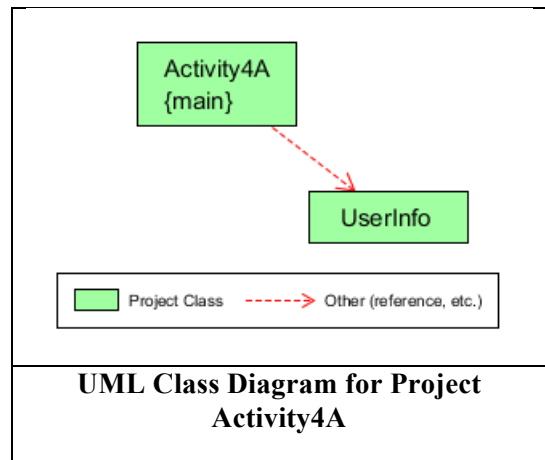 Activity4A
{main}
UserInfo
Project Class
Other (reference, etc.)
UML Class Diagram for Project
Activity4A